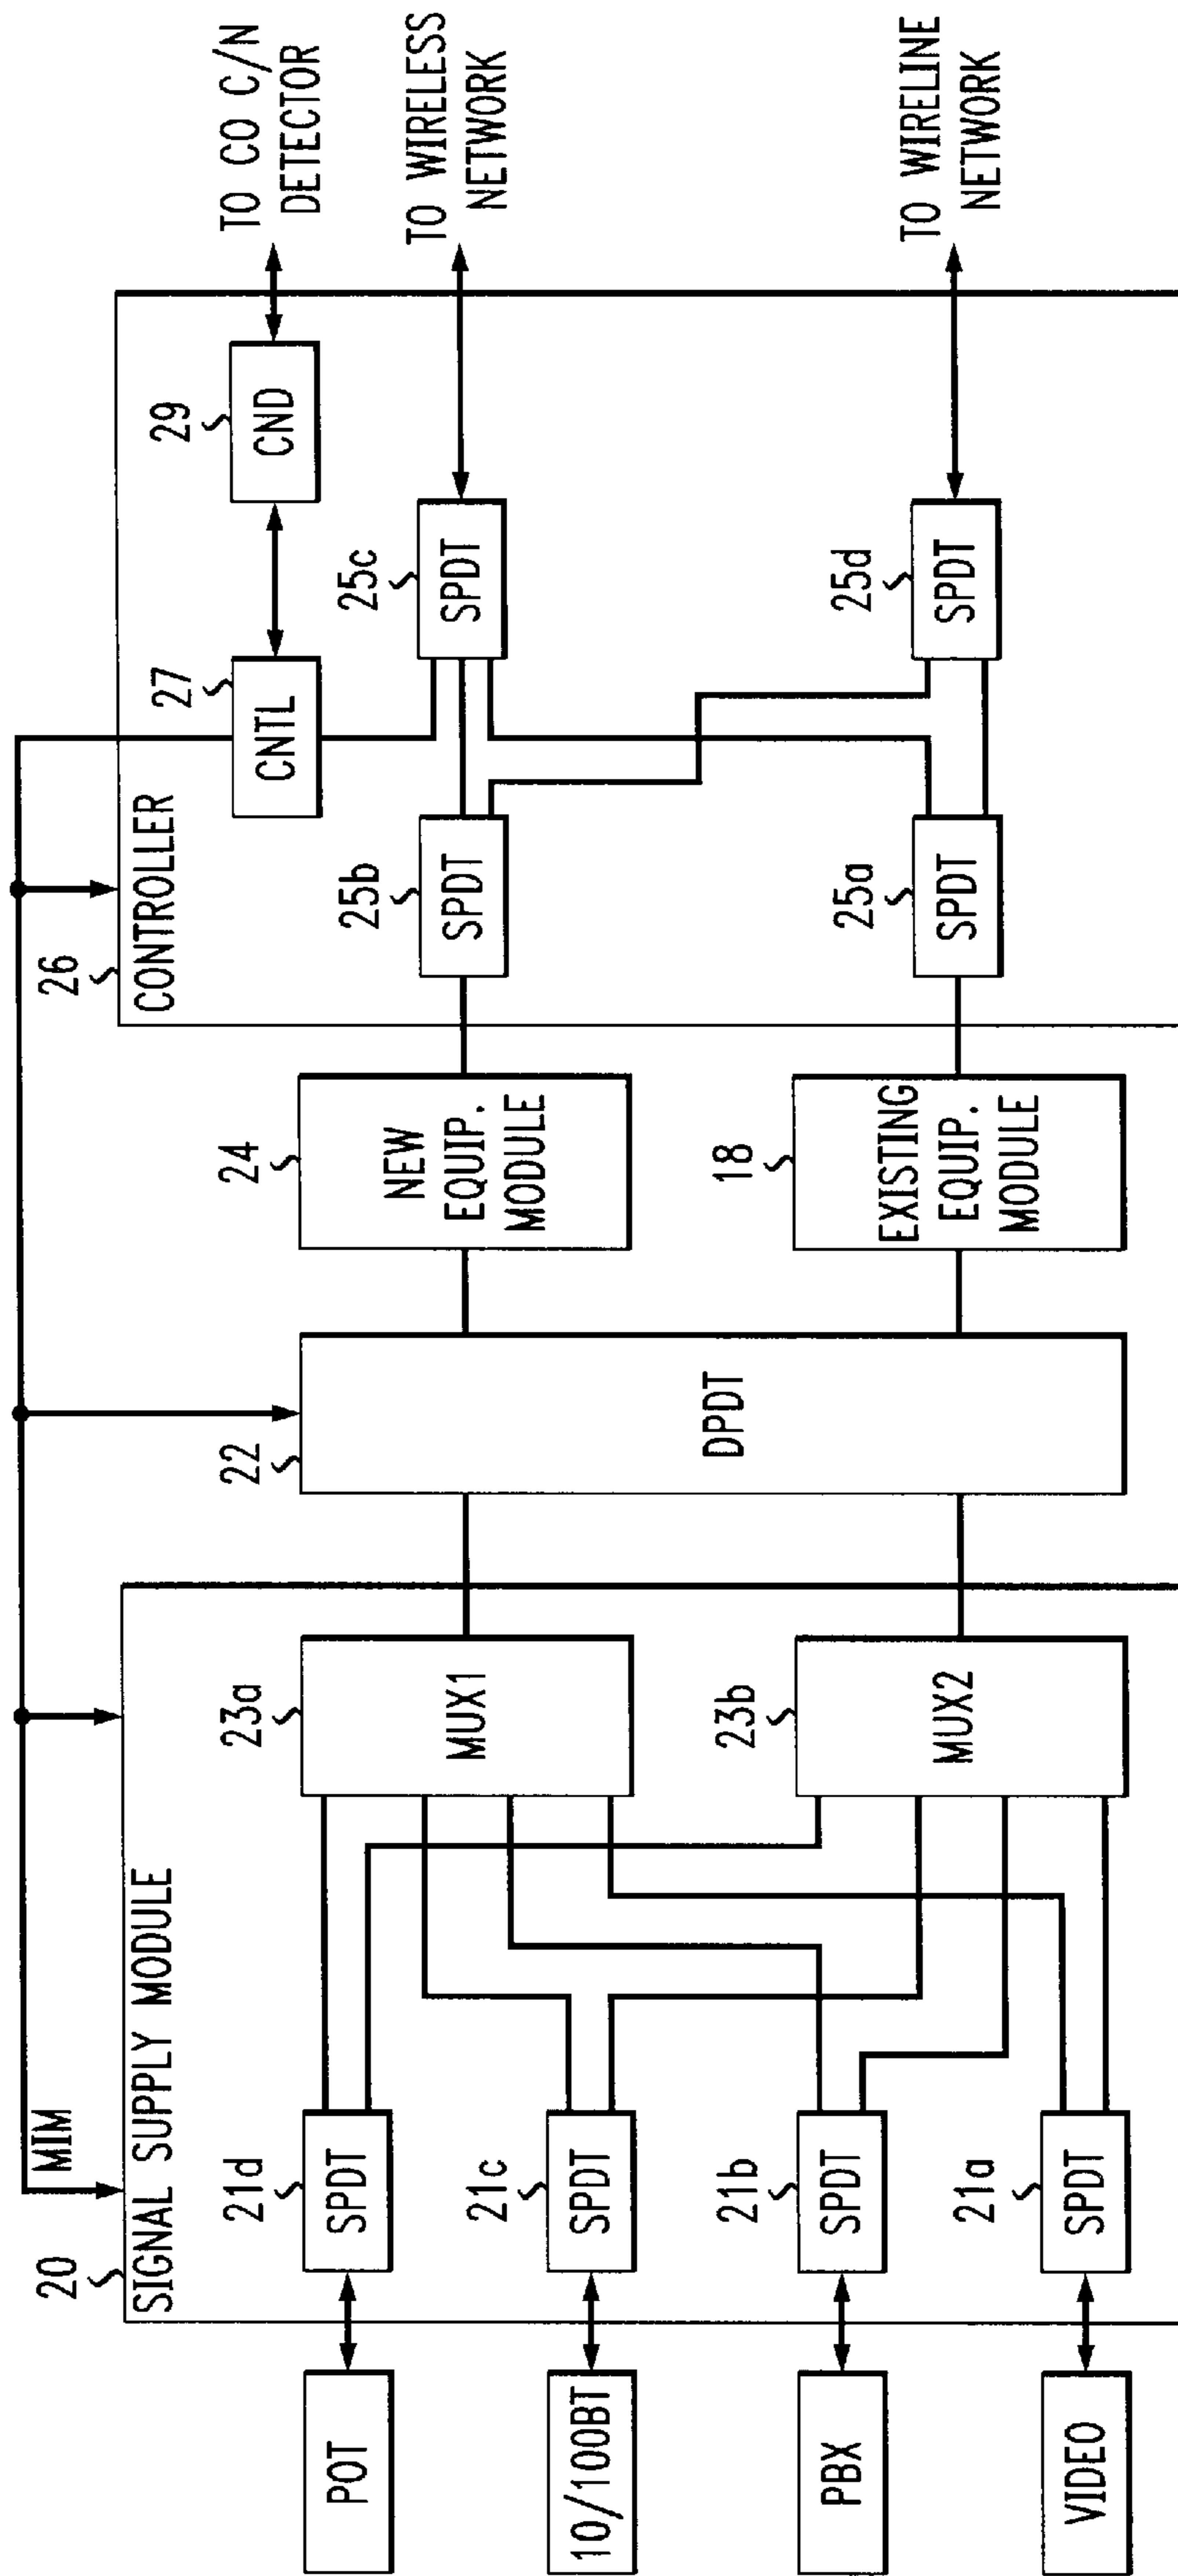 MIM
20
SIGNAL SUPPLY MODULE
26
CONTROLLER
POT
10/100BT
PBX
VIDEO
21d
SPDT
21c
SPDT
21b
SPDT
21a
SPDT
23a
MUX1
23b
MUX2
22
DPDT
24
NEW
EQUIP.
MODULE
18
EXISTING
EQUIP.
MODULE
27
CNTL
29
CND
25b
SPDT
25c
SPDT
25a
SPDT
25d
SPDT
TO CO C/N
DETECTOR
TO WIRELESS
NETWORK
TO WIRELINE
NETWORK